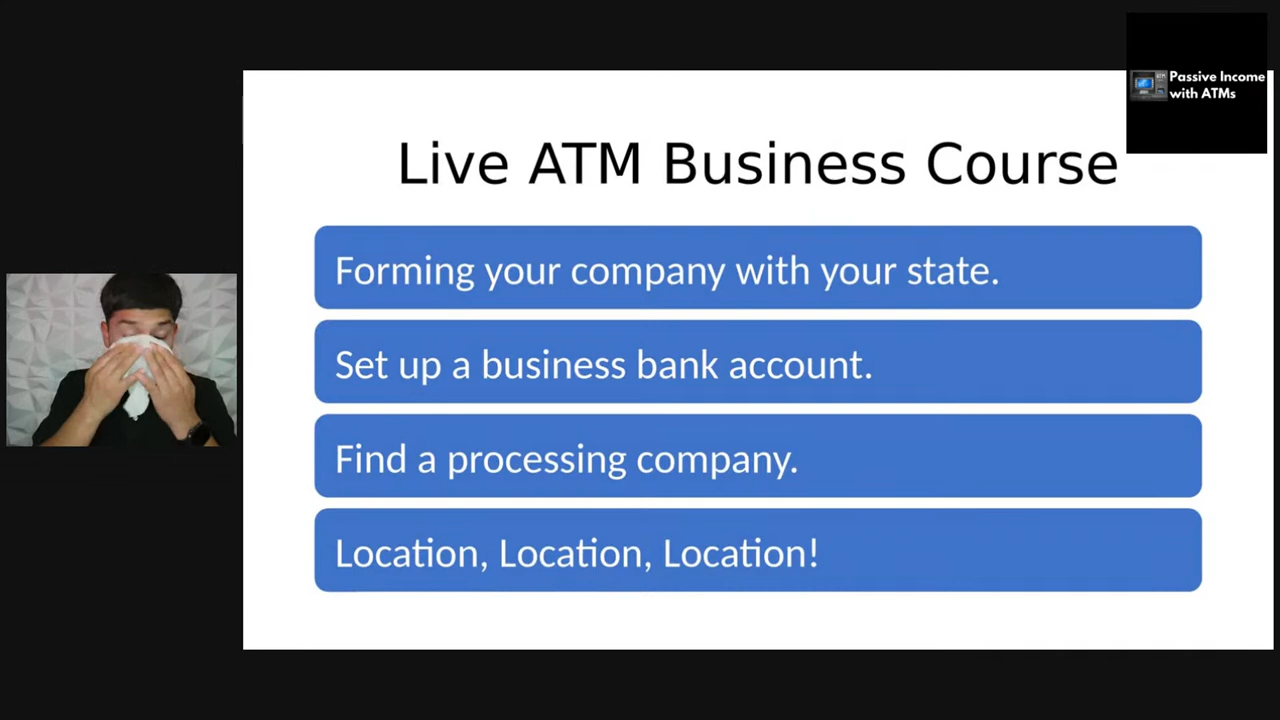 Passive Income
with ATMs
Live ATM Business Course
Forming your company with your state.
Set up a business bank account.
Find a processing company.
Location, Location, Location!